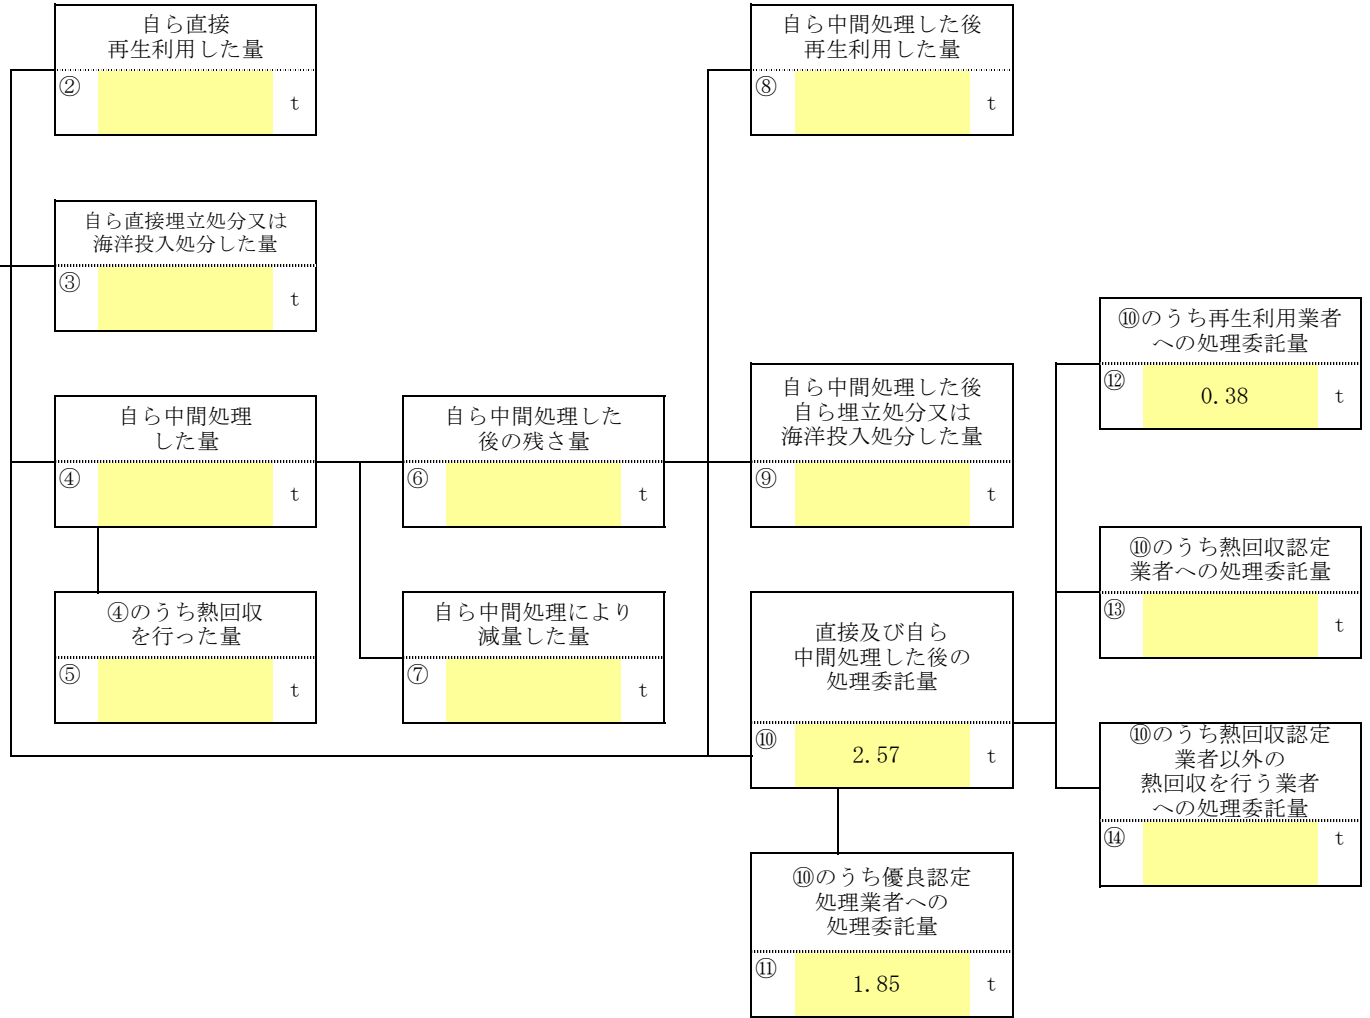 自ら直接
再生利用した量
②
t
自ら中間処理した後
再生利用した量
⑧
t
自ら直接埋立処分又は
海洋投入処分した量
③
t
⑩のうち再生利用業者
への処理委託量
⑫
0.38
t
自ら中間処理
した量
④
t
自ら中間処理した
後の残さ量
⑥
t
自ら中間処理した後
自ら埋立処分又は
海洋投入処分した量
⑨
t
⑩のうち熱回収認定
業者への処理委託量
⑬
t
④のうち熱回収
を行った量
⑤
t
自ら中間処理により
減量した量
⑦
t
直接及び自ら
中間処理した後の
処理委託量
⑩
2.57
t
⑩のうち熱回収認定
業者以外の
熱回収を行う業者
への処理委託量
⑭
t
⑩のうち優良認定
処理業者への
処理委託量
⑪
1.85
t